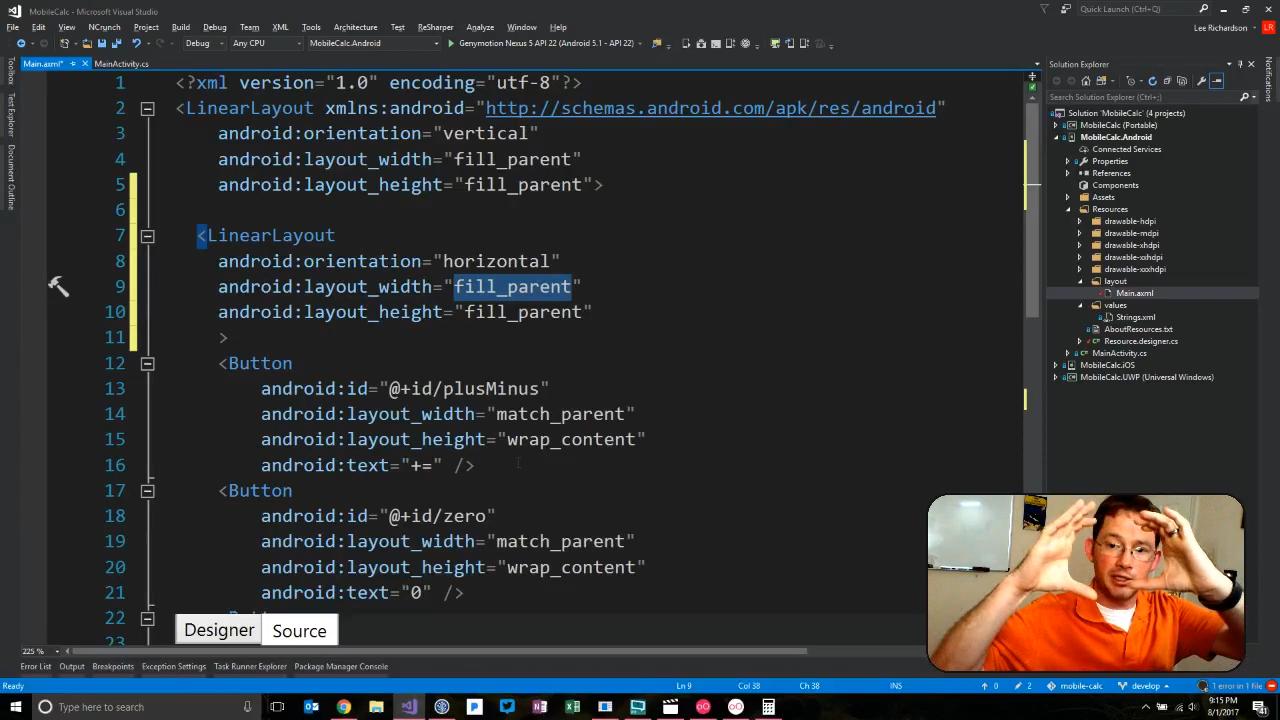 MobileCalc - Microsoft Visual Studio
Quick Launch (Ctrl+Q)
File Edit View NCrunch Project Build Debug Team XML Tools Architecture Test ReSharper Analyze Window Help
Lee Richardson LR
Debug Any CPU MobileCalc.Android Genymotion Nexus 5 API 22 (Android 5.1 - API 22)
Main.axml* MainActivity.cs
Toolbox
Test Explorer
Document Outline
1 <?xml version="1.0" encoding="utf-8"?>
2 <LinearLayout xmlns:android="http://schemas.android.com/apk/res/android"
3 android:orientation="vertical"
4 android:layout_width="fill_parent"
5 android:layout_height="fill_parent">
6
7 <LinearLayout
8 android:orientation="horizontal"
9 android:layout_width="fill_parent"
10 android:layout_height="fill_parent"
11 >
12 <Button
13 android:id="@+id/plusMinus"
14 android:layout_width="match_parent"
15 android:layout_height="wrap_content"
16 android:text="+=" />
17 <Button
18 android:id="@+id/zero"
19 android:layout_width="match_parent"
20 android:layout_height="wrap_content"
21 android:text="0" />
22
23
Designer Source
225 %
Solution Explorer
Search Solution Explorer (Ctrl+;)
Solution 'MobileCalc' (4 projects)
MobileCalc (Portable)
MobileCalc.Android
Connected Services
Properties
References
Components
Assets
Resources
drawable-hdpi
drawable-mdpi
drawable-xhdpi
drawable-xxhdpi
drawable-xxxhdpi
layout
Main.axml
values
Strings.xml
AboutResources.txt
Resource.designer.cs
MainActivity.cs
MobileCalc.iOS
MobileCalc.UWP (Universal Windows)
Notifications
Error List Output Breakpoints Exception Settings Task Runner Explorer Package Manager Console
Ready Ln 9 Col 38 Ch 38 INS 0 2 mobile-calc develop 1 error in 1 file
Type here to search
9:15 PM
8/1/2017